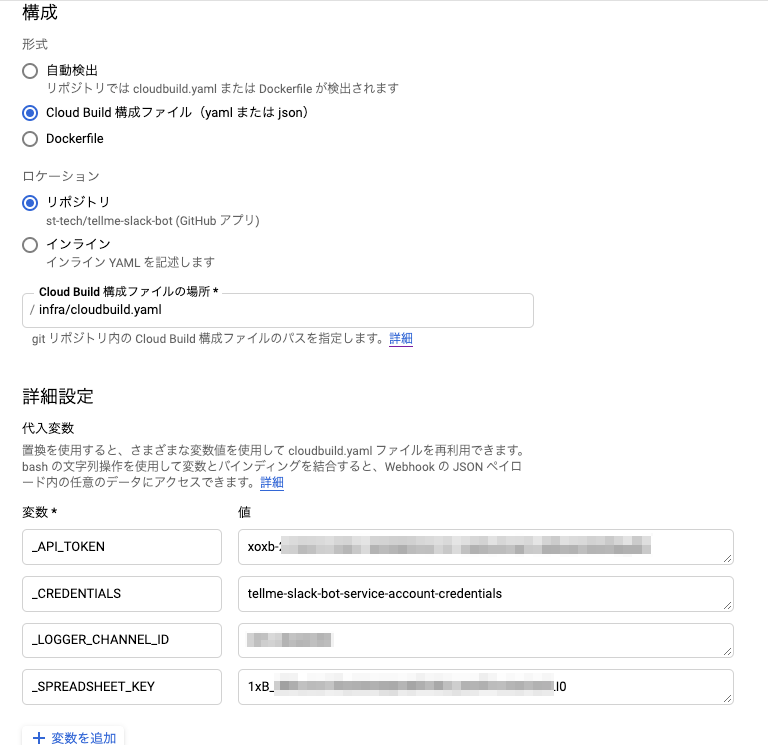 構成
形式
自動検出
リポジトリでは cloudbuild.yaml または Dockerfile が検出されます
Cloud Build 構成ファイル（yaml または json）
Dockerfile
ロケーション
リポジトリ
st-tech/tellme-slack-bot (GitHub アプリ)
インライン
インライン YAML を記述します
Cloud Build 構成ファイルの場所 *
/ infra/cloudbuild.yaml
git リポジトリ内の Cloud Build 構成ファイルのパスを指定します。詳細
詳細設定
代入変数
置換を使用すると、さまざまな変数値を使用して cloudbuild.yaml ファイルを再利用できます。
bash の文字列操作を使用して変数とバインディングを結合すると、Webhook の JSON ペイロ
ード内の任意のデータにアクセスできます。詳細
変数 * 値
_API_TOKEN xoxb-
_CREDENTIALS tellme-slack-bot-service-account-credentials
_LOGGER_CHANNEL_ID
_SPREADSHEET_KEY 1xB_
+ 変数を追加